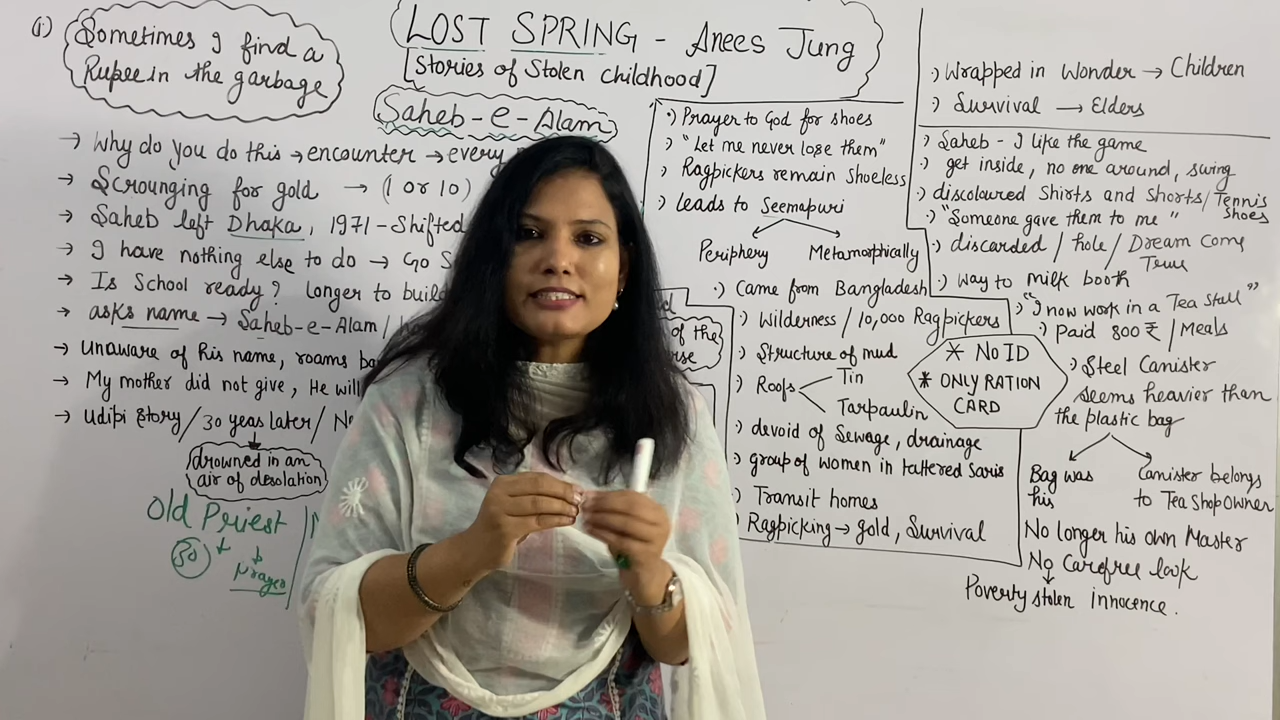 (i) Sometimes I find a
Rupee in the garbage
LOST SPRING - Anees Jung
[Stories of Stolen childhood]
Saheb-e-Alam
→ Why do you do this → encounter → every
→ Scrounging for gold → (1 or 10)
→ Saheb left Dhaka, 1971 - Shifted
→ I have nothing else to do → Go
→ Is School ready? longer to build
→ asks name → Saheb-e-Alam /
→ Unaware of his name, roams
→ My mother did not give, He will
→ Udipi Story / 30 yeas later /
drowned in an
air of desolation
Old Priest
30
Prayer
·) Prayer to God for shoes
·) "Let me never lose them"
·) Ragpickers remain Shoeless
·) leads to Seemapuri
Periphery Metamorphically
·) Came from Bangladesh
of the
·) Wilderness / 10,000 Ragpickers
·) Structure of mud
·) Roofs Tin
Tarpaulin
·) devoid of Sewage, drainage
·) group of women in tattered Saris
·) Transit homes
·) Ragpicking → gold, Survival
·) Wrapped in Wonder → Children
·) Survival → Elders
·) Saheb - I like the game
·) get inside, no one around, swing
·) discoloured Shirts and Shorts / Tennis
Shoes
·) "Someone gave them to me"
·) discarded / hole / Dream Come
True
·) Way to milk booth
·) "I now work in a Tea Stall"
·) Paid 800 ₹ / Meals
* NO ID
* ONLY RATION
CARD
·) Steel Canister
seems heavier than
the plastic bag
Bag was
his
Canister belongs
to Tea Shop Owner
No longer his own Master
No Carefree look
Poverty stolen innocence.